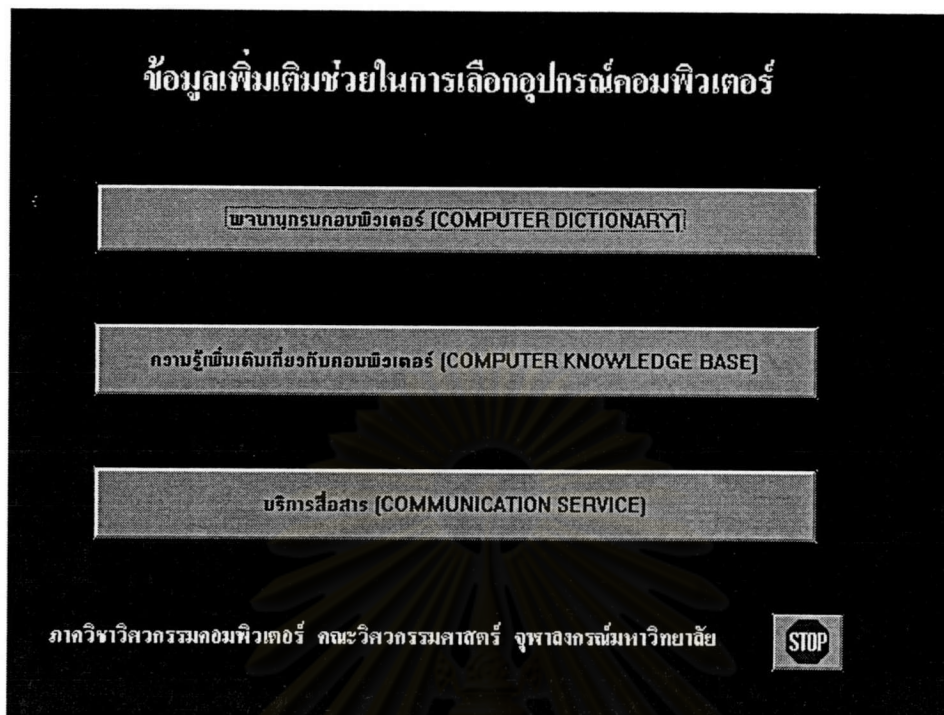 ข้อมูลเพิ่มเติมช่วยในการเลือกอุปกรณ์คอมพิวเตอร์
พจนานุกรมคอมพิวเตอร์ (COMPUTER DICTIONARY)
ความรู้เพิ่มเติมเกี่ยวกับคอมพิวเตอร์ (COMPUTER KNOWLEDGE BASE)
บริการสื่อสาร (COMMUNICATION SERVICE)
ภาควิชาวิศวกรรมคอมพิวเตอร์ คณะวิศวกรรมศาสตร์ จุฬาลงกรณ์มหาวิทยาลัย
STOP